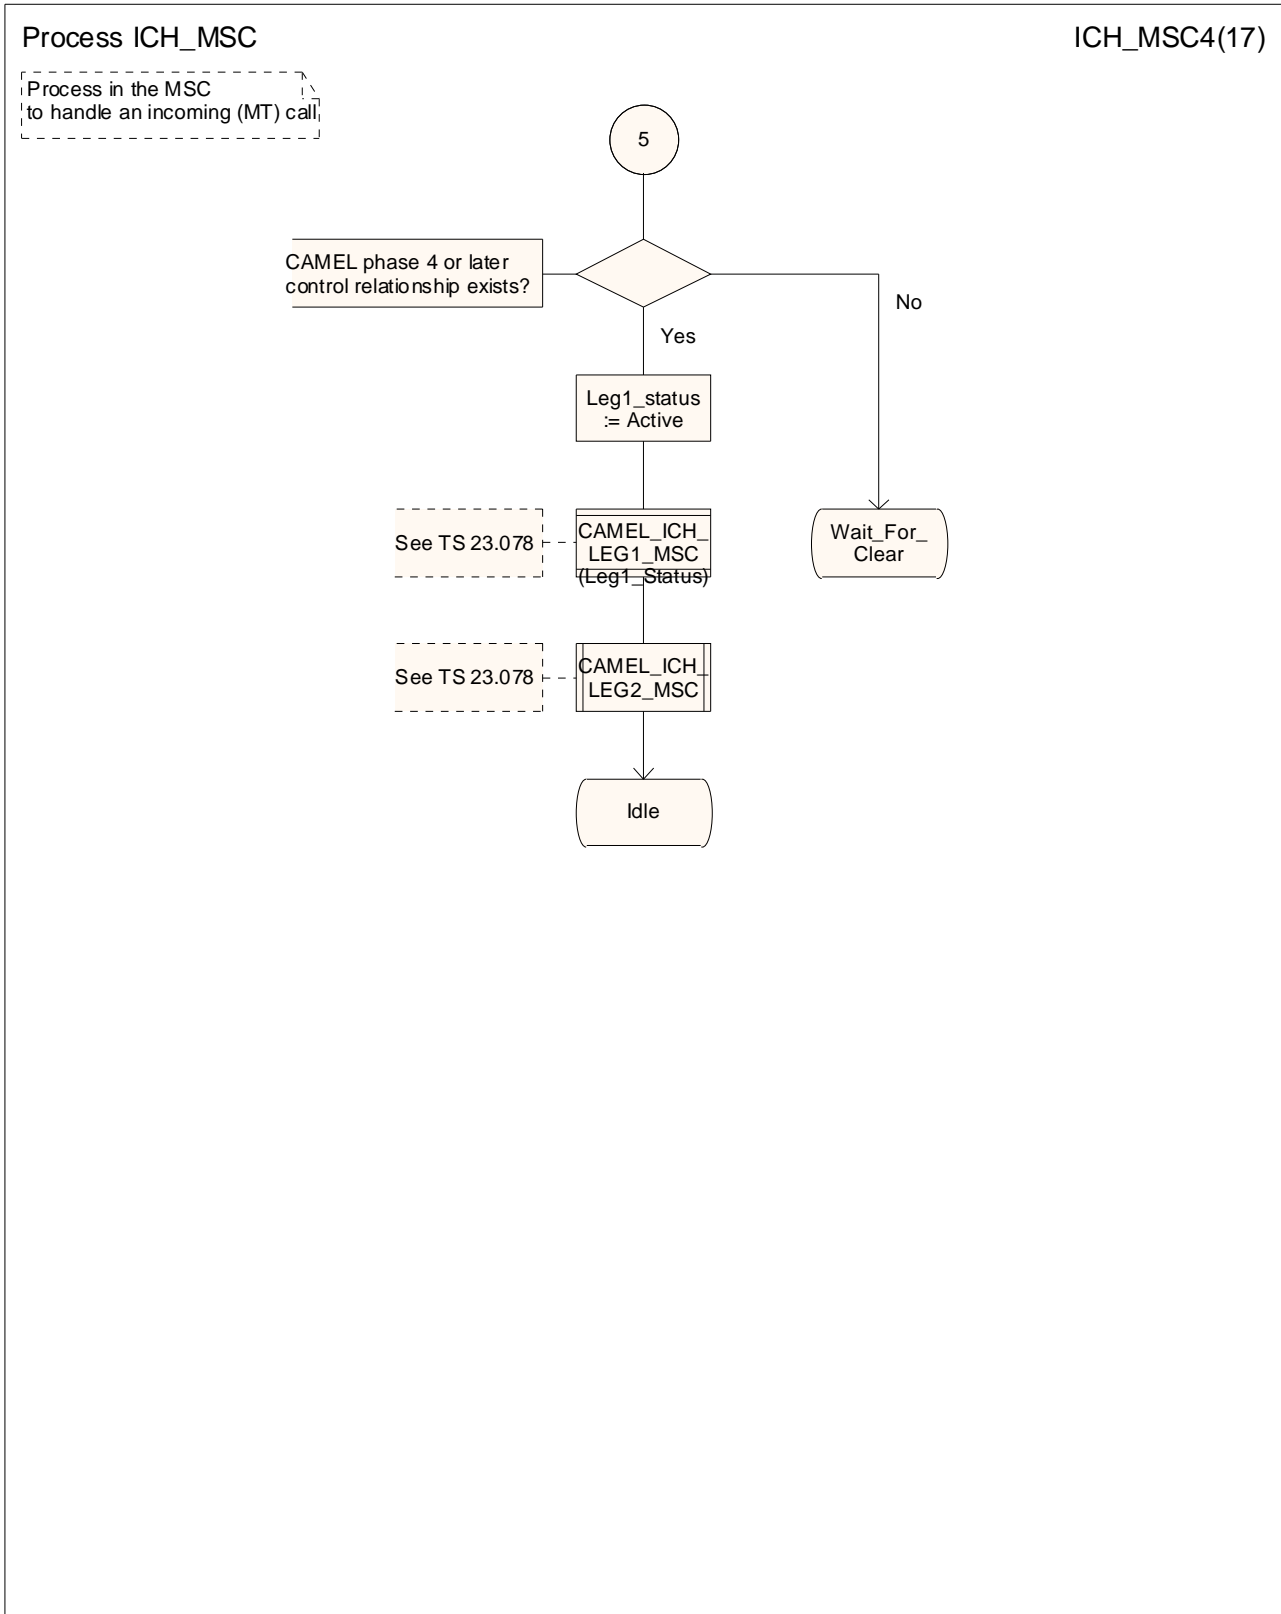 Process ICH_MSC
ICH_MSC4(17)
Process in the MSC
to handle an incoming (MT) call
5
CAMEL phase 4 or later
control relationship exists?
No
Yes
Leg1_status
:= Active
See TS 23.078
CAMEL_ICH_
LEG1_MSC
(Leg1_Status)
Wait_For_
Clear
See TS 23.078
CAMEL_ICH_
LEG2_MSC
Idle